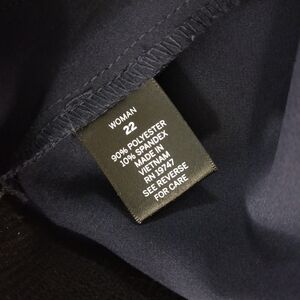 WOMAN
22
90% POLYESTER
10% SPANDEX
MADE IN
VIETNAM
RN 19747
SEE REVERSE
FOR CARE